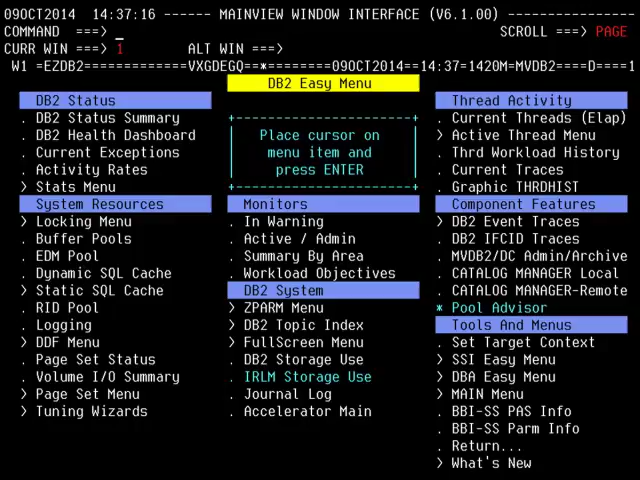 09OCT2014 14:37:16 ------ MAINVIEW WINDOW INTERFACE (V6.1.00) ----------------
COMMAND ===> _ SCROLL ===> PAGE
CURR WIN ===> 1 ALT WIN ===>
W1 =EZDB2=============VXGDEGQ==*=======09OCT2014==14:37=1420M=MVDB2====D====1
DB2 Easy Menu
DB2 Status Thread Activity
. DB2 Status Summary +----------------------+ . Current Threads (Elap)
. DB2 Health Dashboard | Place cursor on | > Active Thread Menu
. Current Exceptions | menu item and | . Thrd Workload History
. Activity Rates | press ENTER | . Current Traces
> Stats Menu +----------------------+ . Graphic THRDHIST
System Resources Monitors Component Features
> Locking Menu . In Warning > DB2 Event Traces
. Buffer Pools . Active / Admin . DB2 IFCID Traces
. EDM Pool . Summary By Area . MVDB2/DC Admin/Archive
. Dynamic SQL Cache . Workload Objectives . CATALOG MANAGER Local
> Static SQL Cache DB2 System . CATALOG MANAGER-Remote
. RID Pool > ZPARM Menu * Pool Advisor
. Logging > DB2 Topic Index Tools And Menus
> DDF Menu > FullScreen Menu . Set Target Context
. Page Set Status . DB2 Storage Use > SSI Easy Menu
. Volume I/O Summary . IRLM Storage Use > DBA Easy Menu
> Page Set Menu . Journal Log > MAIN Menu
> Tuning Wizards . Accelerator Main . BBI-SS PAS Info
. BBI-SS Parm Info
. Return...
> What's New